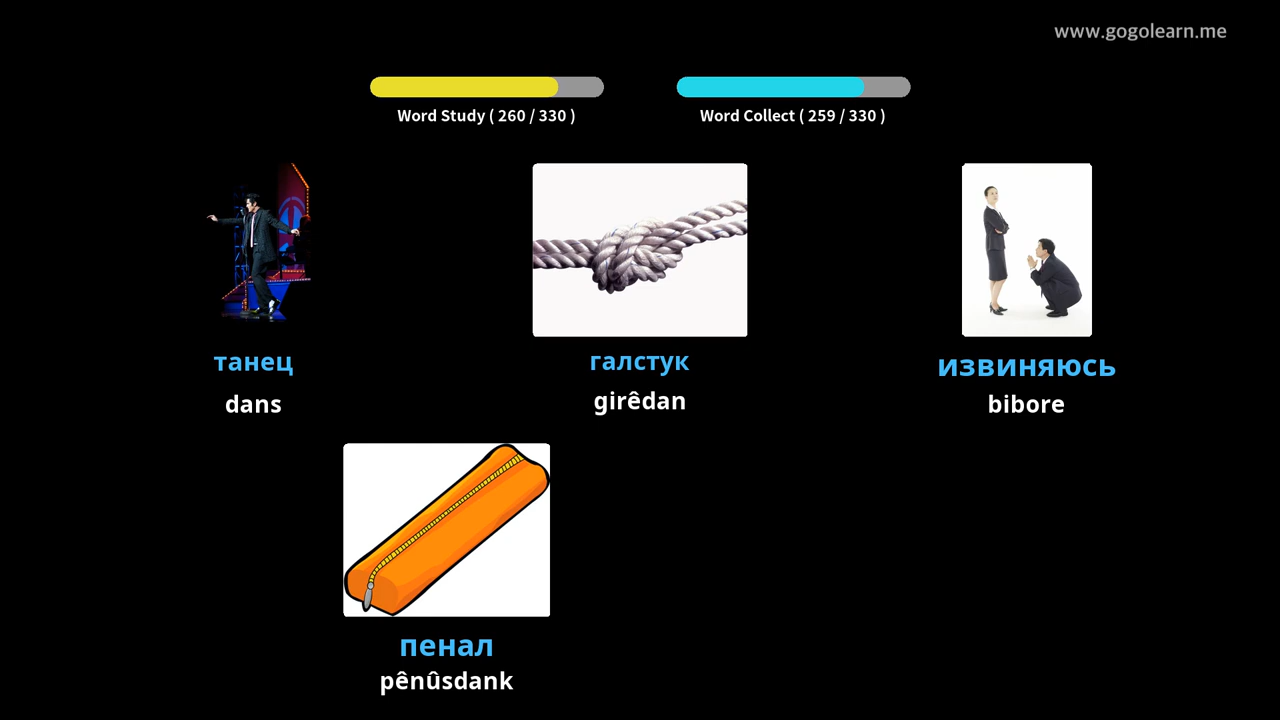 www.gogolearn.me
Word Study ( 260 / 330 )
Word Collect ( 259 / 330 )
танец
dans
галстук
girêdan
извиняюсь
bibore
пенал
pênûsdank